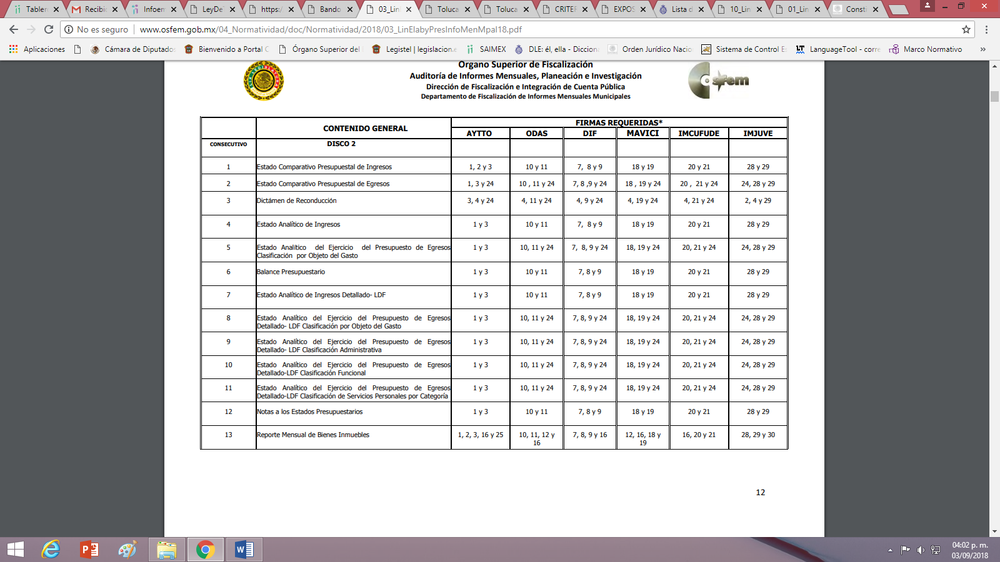 Tablero
Recibio
Infoem
LeyDe
https:/
Bando
03_Lin
Toluca
Toluca
CRITER
EXPOS
Lista d
10_Lin
01_Lin
Consti
No es seguro | www.osfem.gob.mx/04_Normatividad/doc/Normatividad/2018/03_LinElabyPresInfoMenMpal18.pdf
Aplicaciones
Cámara de Diputados
Bienvenido a Portal C
Órgano Superior del
Legistel | legislacion.e
SAIMEX
DLE: él, ella - Diccion
Orden Jurídico Nacio
Sistema de Control Es
LanguageTool - corre
Marco Normativo
»
Órgano Superior de Fiscalización
Auditoría de Informes Mensuales, Planeación e Investigación
Dirección de Fiscalización e Integración de Cuenta Pública
Departamento de Fiscalización de Informes Mensuales Municipales
osfem
CONTENIDO GENERAL FIRMAS REQUERIDAS*
AYTTO ODAS DIF MAVICI IMCUFUDE IMJUVE
CONSECUTIVO DISCO 2
1 Estado Comparativo Presupuestal de Ingresos 1, 2 y 3 10 y 11 7, 8 y 9 18 y 19 20 y 21 28 y 29
2 Estado Comparativo Presupuestal de Egresos 1, 3 y 24 10 , 11 y 24 7, 8 ,9 y 24 18 , 19 y 24 20 , 21 y 24 24, 28 y 29
3 Dictámen de Reconducción 3, 4 y 24 4, 11 y 24 4, 9 y 24 4, 19 y 24 4, 21 y 24 2, 4 y 29
4 Estado Analítico de Ingresos 1 y 3 10 y 11 7, 8 y 9 18 y 19 20 y 21 28 y 29
5 Estado Analítico del Ejercicio del Presupuesto de Egresos
Clasificación por Objeto del Gasto 1 y 3 10, 11 y 24 7, 8, 9 y 24 18, 19 y 24 20, 21 y 24 24, 28 y 29
6 Balance Presupuestario 1 y 3 10 y 11 7, 8 y 9 18 y 19 20 y 21 28 y 29
7 Estado Analítico de Ingresos Detallado- LDF 1 y 3 10 y 11 7, 8 y 9 18 y 19 20 y 21 28 y 29
8 Estado Analítico del Ejercicio del Presupuesto de Egresos
Detallado- LDF Clasificación por Objeto del Gasto 1 y 3 10, 11 y 24 7, 8, 9 y 24 18, 19 y 24 20, 21 y 24 24, 28 y 29
9 Estado Analítico del Ejercicio del Presupuesto de Egresos
Detallado- LDF Clasificación Administrativa 1 y 3 10, 11 y 24 7, 8, 9 y 24 18, 19 y 24 20, 21 y 24 24, 28 y 29
10 Estado Analítico del Ejercicio del Presupuesto de Egresos
Detallado-LDF Clasificación Funcional 1 y 3 10, 11 y 24 7, 8, 9 y 24 18, 19 y 24 20, 21 y 24 24, 28 y 29
11 Estado Analítico del Ejercicio del Presupuesto de Egresos
Detallado-LDF Clasificación de Servicios Personales por Categoría 1 y 3 10, 11 y 24 7, 8, 9 y 24 18, 19 y 24 20, 21 y 24 24, 28 y 29
12 Notas a los Estados Presupuestarios 1 y 3 10 y 11 7, 8 y 9 18 y 19 20 y 21 28 y 29
13 Reporte Mensual de Bienes Inmuebles 1, 2, 3, 16 y 25 10, 11, 12 y 7, 8, 9 y 16 12, 16, 18 y 16, 20 y 21 28, 29 y 30
16 19
12
04:02 p. m.
03/09/2018